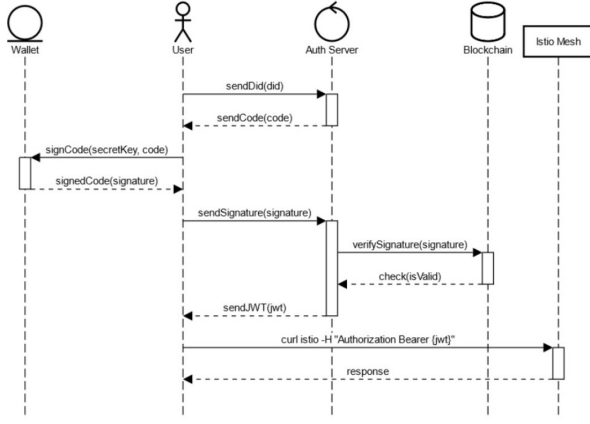 Wallet
User
Auth Server
Blockchain
Istio Mesh
sendDid(did)
sendCode(code)
signCode(secretKey, code)
signedCode(signature)
sendSignature(signature)
verifySignature(signature)
check(isValid)
sendJWT(jwt)
curl istio -H "Authorization Bearer {jwt}"
response